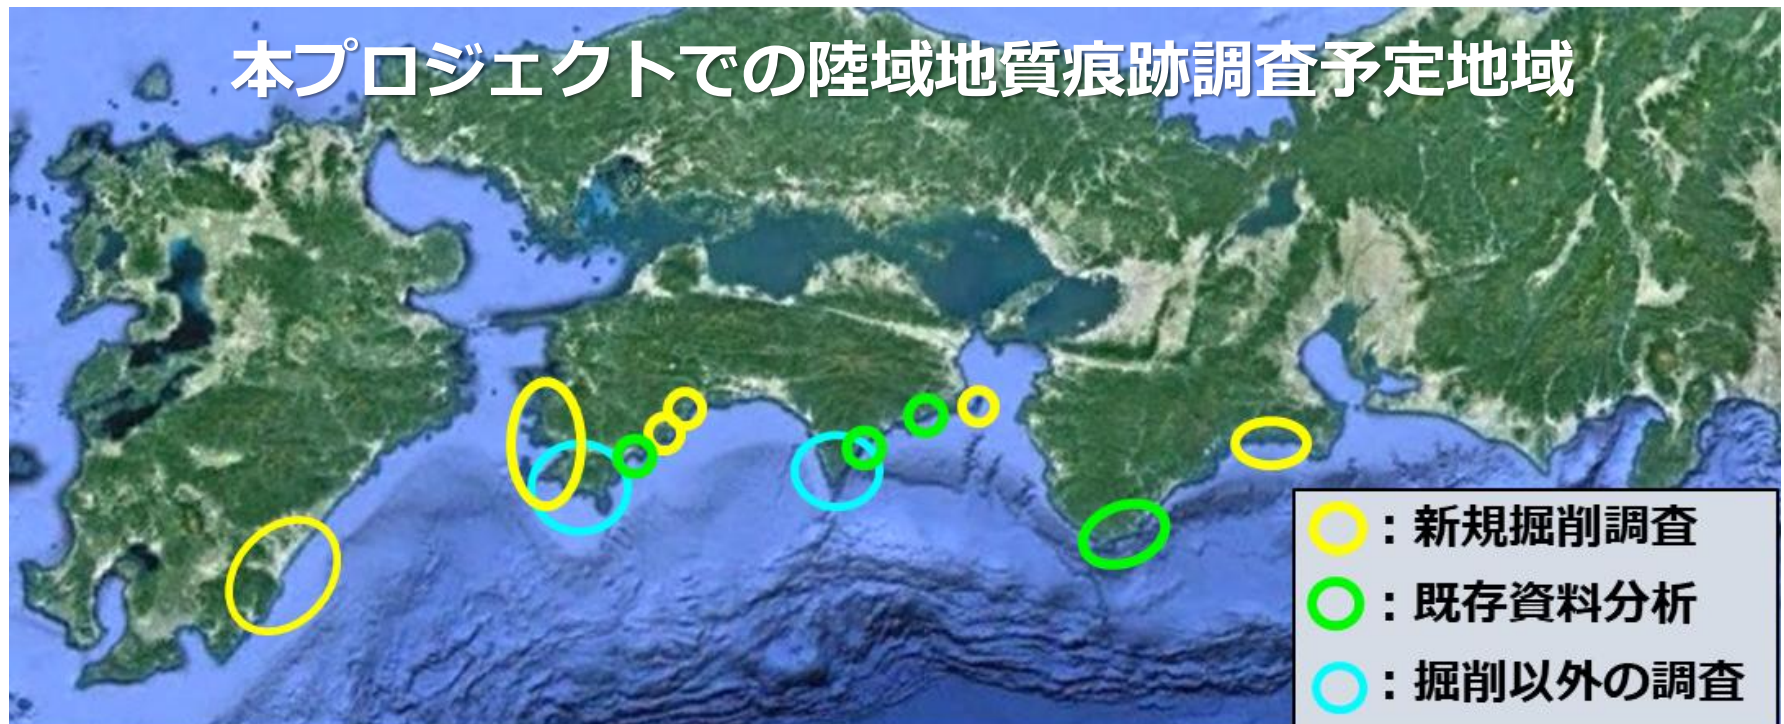 本プロジェクトでの陸域地質痕跡調査予定地域
：新規掘削調査
：既存資料分析
：掘削以外の調査